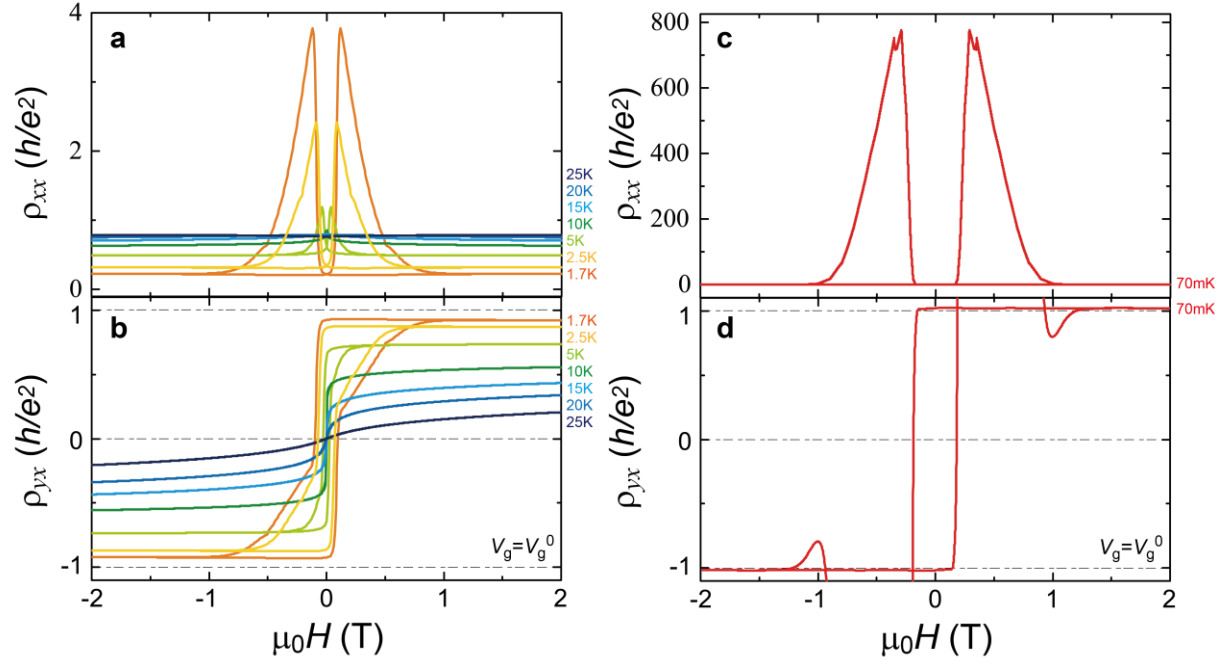 a
ρxx (h/e²)
4
2
0
25K
20K
15K
10K
5K
2.5K
1.7K
b
ρyx (h/e²)
1
0
-1
1.7K
2.5K
5K
10K
15K
20K
25K
Vg=Vg⁰
-2 -1 0 1 2
μ₀H (T)
c
ρxx (h/e²)
800
600
400
200
0
70mK
d
ρyx (h/e²)
1
0
-1
70mK
Vg=Vg⁰
-2 -1 0 1 2
μ₀H (T)